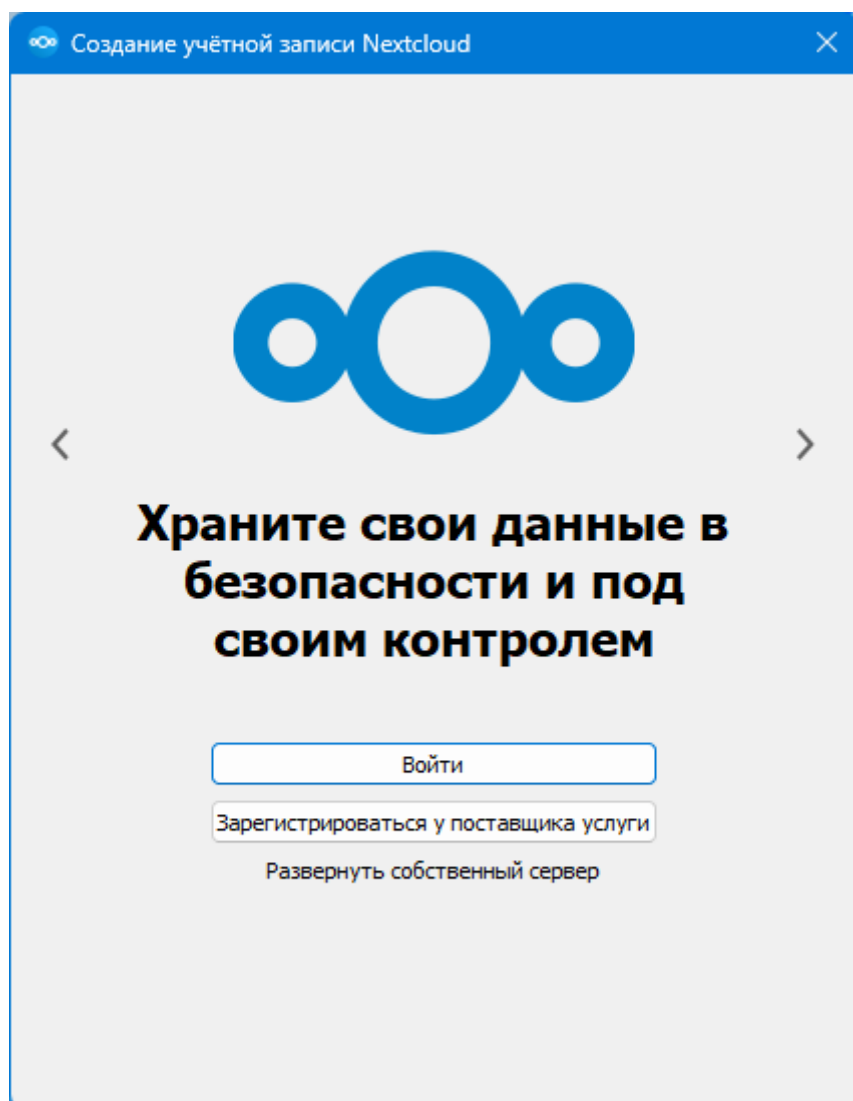 Создание учётной записи Nextcloud
Храните свои данные в
безопасности и под
своим контролем
Войти
Зарегистрироваться у поставщика услуги
Развернуть собственный сервер